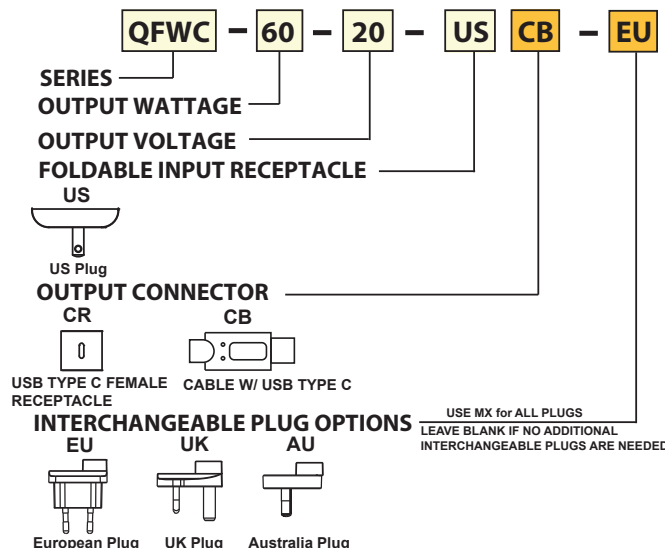 QFWC - 60 - 20 - US CB - EU
SERIES
OUTPUT WATTAGE
OUTPUT VOLTAGE
FOLDABLE INPUT RECEPTACLE
US
US Plug
OUTPUT CONNECTOR
CR
CB
USB TYPE C FEMALE
RECEPTACLE
CABLE W/ USB TYPE C
INTERCHANGEABLE PLUG OPTIONS
USE MX for ALL PLUGS
LEAVE BLANK IF NO ADDITIONAL
INTERCHANGEABLE PLUGS ARE NEEDED
EU
UK
AU
European Plug
UK Plug
Australia Plug